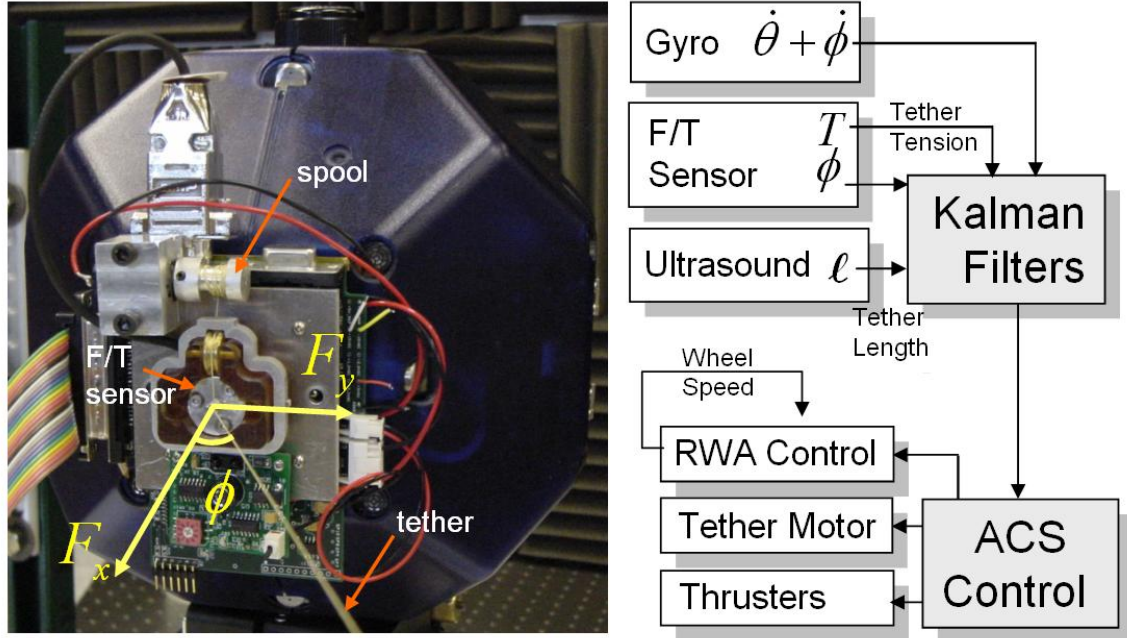 spool
F/T
sensor
F_y
ϕ
F_x
tether
Gyro θ̇ + ϕ̇
F/T
Sensor
T
ϕ
Tether
Tension
Ultrasound ℓ
Tether
Length
Kalman
Filters
Wheel
Speed
RWA Control
Tether Motor
Thrusters
ACS
Control